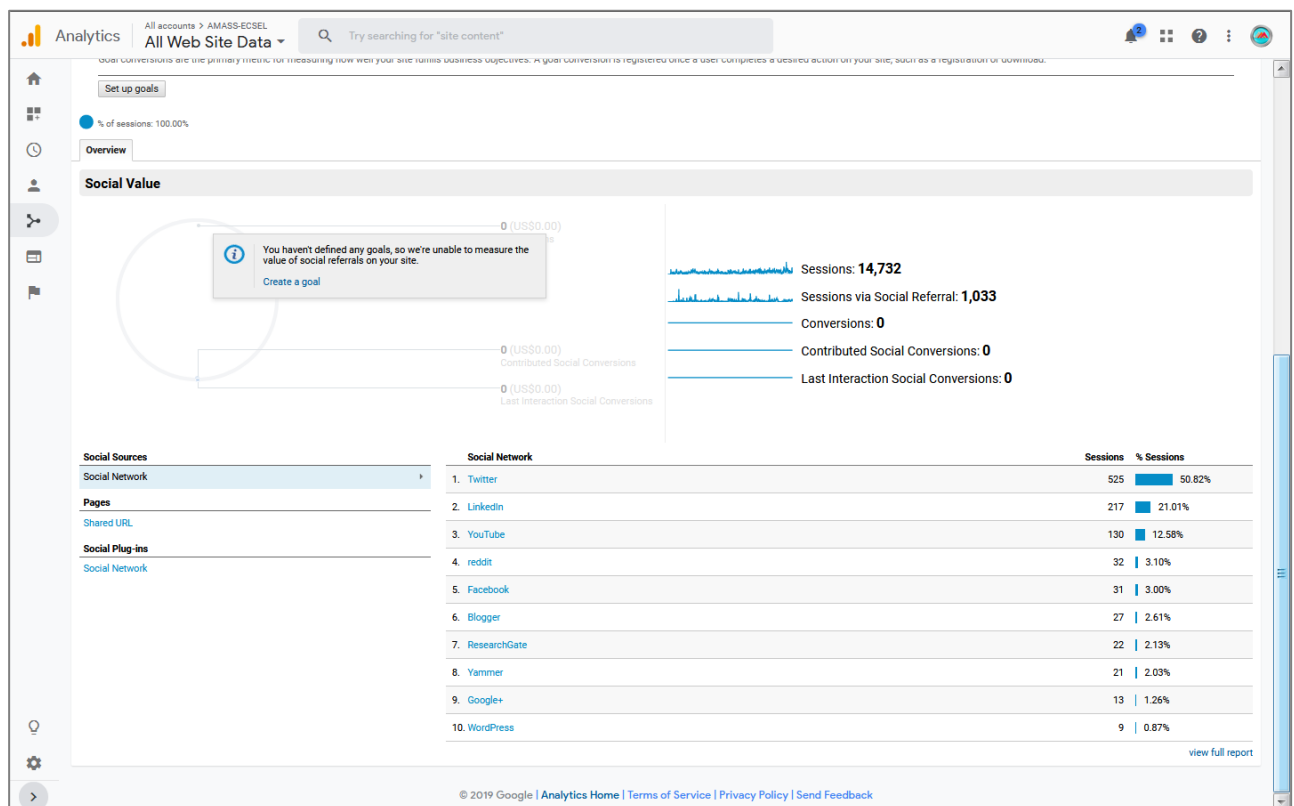 All accounts > AMASS-ECSEL
Analytics
All Web Site Data
Try searching for "site content"
2
Goal conversions are the primary metric for measuring how well your site fulfils business objectives. A goal conversion is registered once a user completes a desired action on your site, such as a registration or download.
Set up goals
% of sessions: 100.00%
Overview
Social Value
0 (US$0.00)
You haven't defined any goals, so we're unable to measure the
value of social referrals on your site.
Create a goal
0 (US$0.00)
Contributed Social Conversions
0 (US$0.00)
Last Interaction Social Conversions
Sessions: 14,732
Sessions via Social Referral: 1,033
Conversions: 0
Contributed Social Conversions: 0
Last Interaction Social Conversions: 0
Social Sources
Social Network
Pages
Shared URL
Social Plug-ins
Social Network
Social Network Sessions % Sessions
1. Twitter 525 50.82%
2. LinkedIn 217 21.01%
3. YouTube 130 12.58%
4. reddit 32 3.10%
5. Facebook 31 3.00%
6. Blogger 27 2.61%
7. ResearchGate 22 2.13%
8. Yammer 21 2.03%
9. Google+ 13 1.26%
10. WordPress 9 0.87%
view full report
© 2019 Google | Analytics Home | Terms of Service | Privacy Policy | Send Feedback